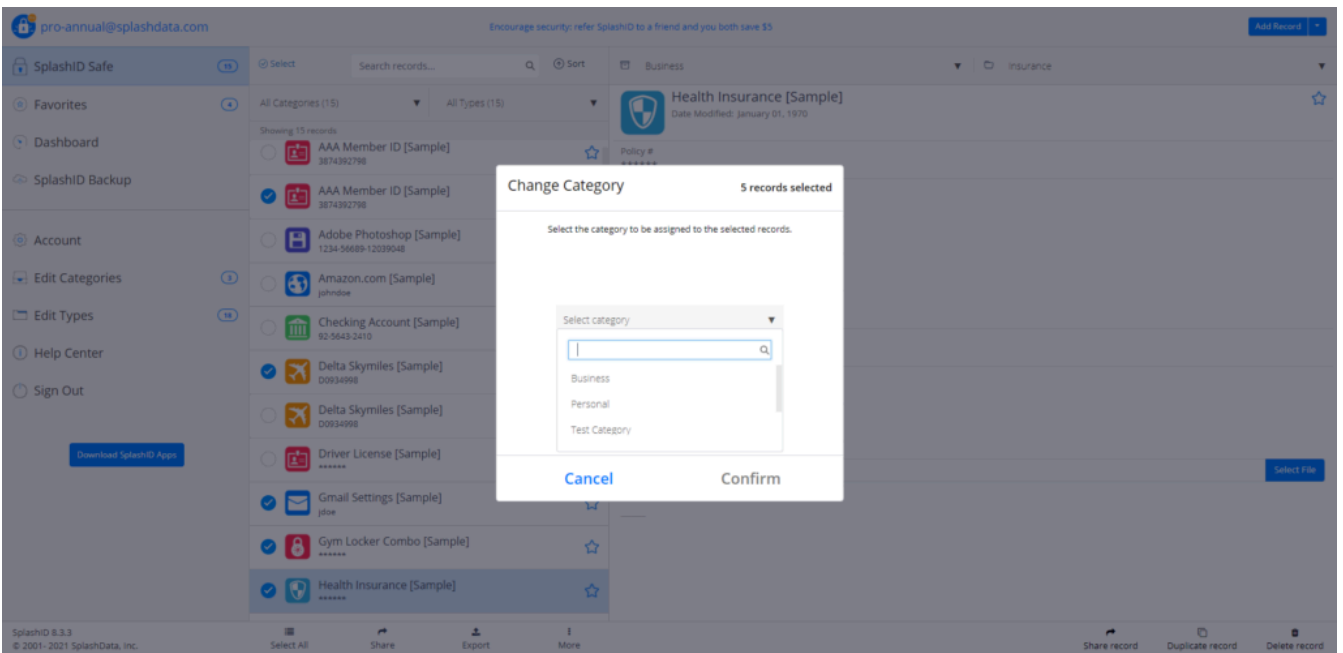 pro-annual@splashdata.com
Encourage security: refer SplashID to a friend and you both save $5
Add Record
SplashID Safe
15
Favorites
4
Dashboard
SplashID Backup
Account
Edit Categories
3
Edit Types
18
Help Center
Sign Out
Download SplashID Apps
SplashID 8.3.3
© 2001- 2021 SplashData, Inc.
Select
Search records...
Sort
All Categories (15)
All Types (15)
Showing 15 records
AAA Member ID [Sample]
3874392798
AAA Member ID [Sample]
3874392798
Adobe Photoshop [Sample]
1234-56689-12039048
Amazon.com [Sample]
johndoe
Checking Account [Sample]
92-5643-2410
Delta Skymiles [Sample]
D0934998
Delta Skymiles [Sample]
D0934998
Driver License [Sample]
******
Gmail Settings [Sample]
jdoe
Gym Locker Combo [Sample]
******
Health Insurance [Sample]
******
Select All
Share
Export
More
Business
Insurance
Health Insurance [Sample]
Date Modified: January 01, 1970
Policy #
******
Select File
Share record
Duplicate record
Delete record
Change Category
5 records selected
Select the category to be assigned to the selected records.
Select category
Business
Personal
Test Category
Cancel
Confirm